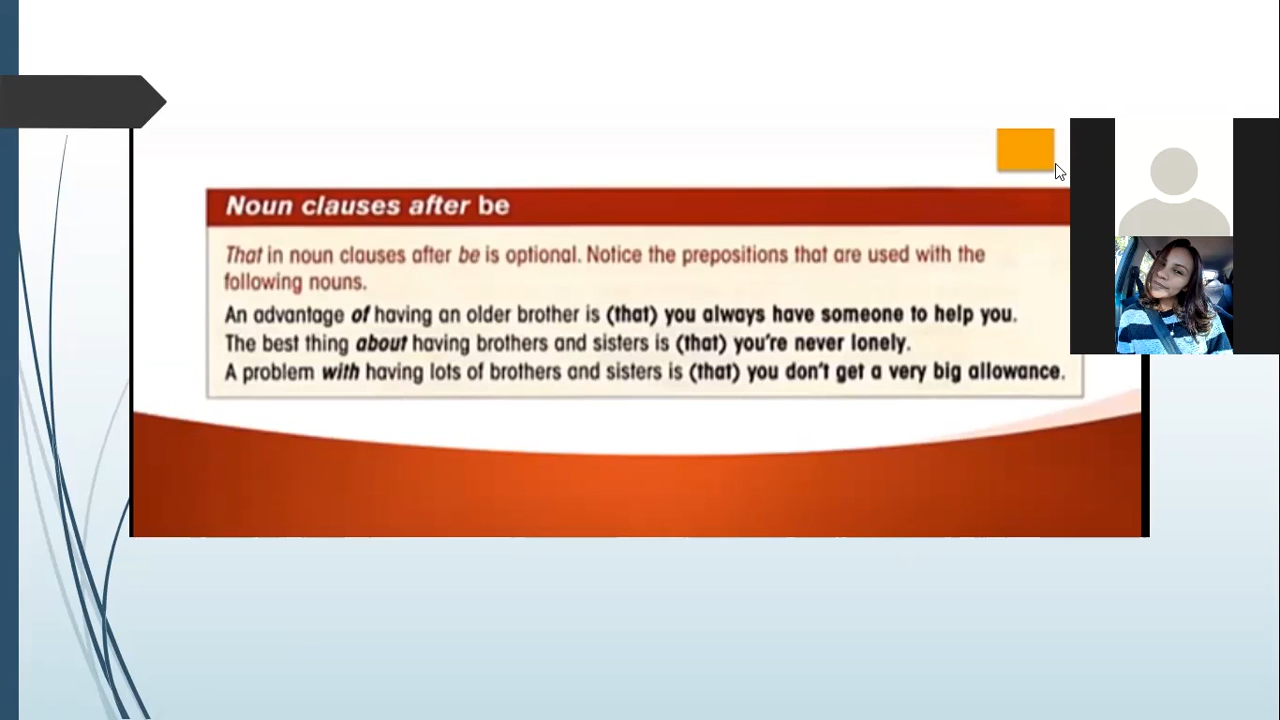 Noun clauses after be
That in noun clauses after be is optional. Notice the prepositions that are used with the
following nouns.
An advantage of having an older brother is (that) you always have someone to help you.
The best thing about having brothers and sisters is (that) you're never lonely.
A problem with having lots of brothers and sisters is (that) you don't get a very big allowance.